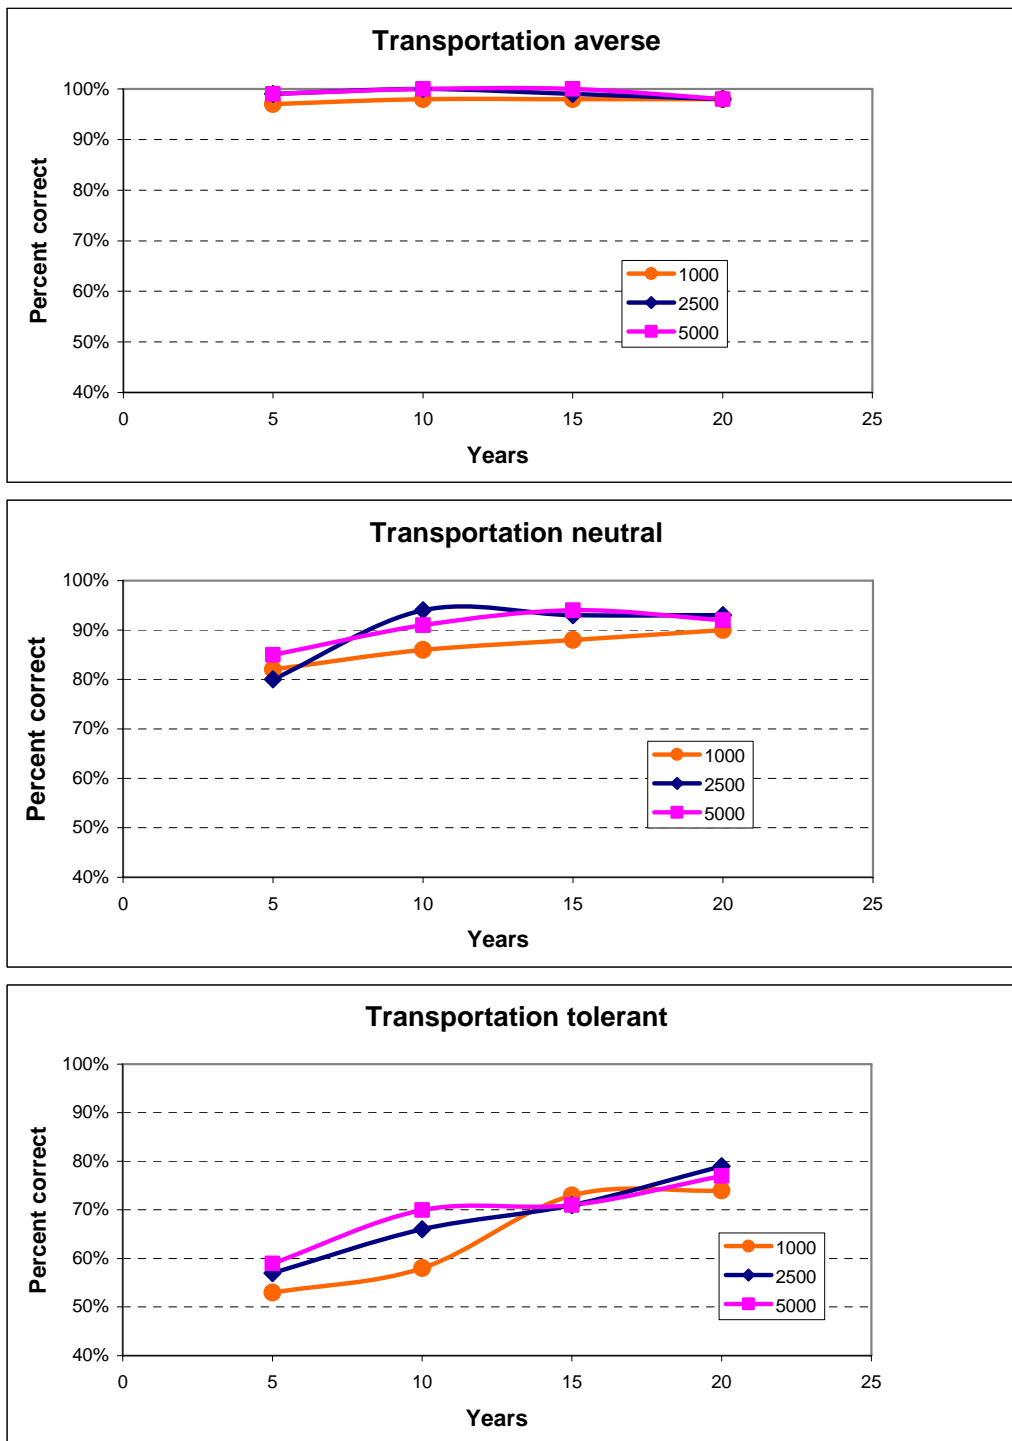 Transportation averse
100%
90%
80%
70%
60%
50%
40%
Percent correct
0 5 10 15 20 25
Years
1000
2500
5000
Transportation neutral
100%
90%
80%
70%
60%
50%
40%
Percent correct
0 5 10 15 20 25
Years
1000
2500
5000
Transportation tolerant
100%
90%
80%
70%
60%
50%
40%
Percent correct
0 5 10 15 20 25
Years
1000
2500
5000